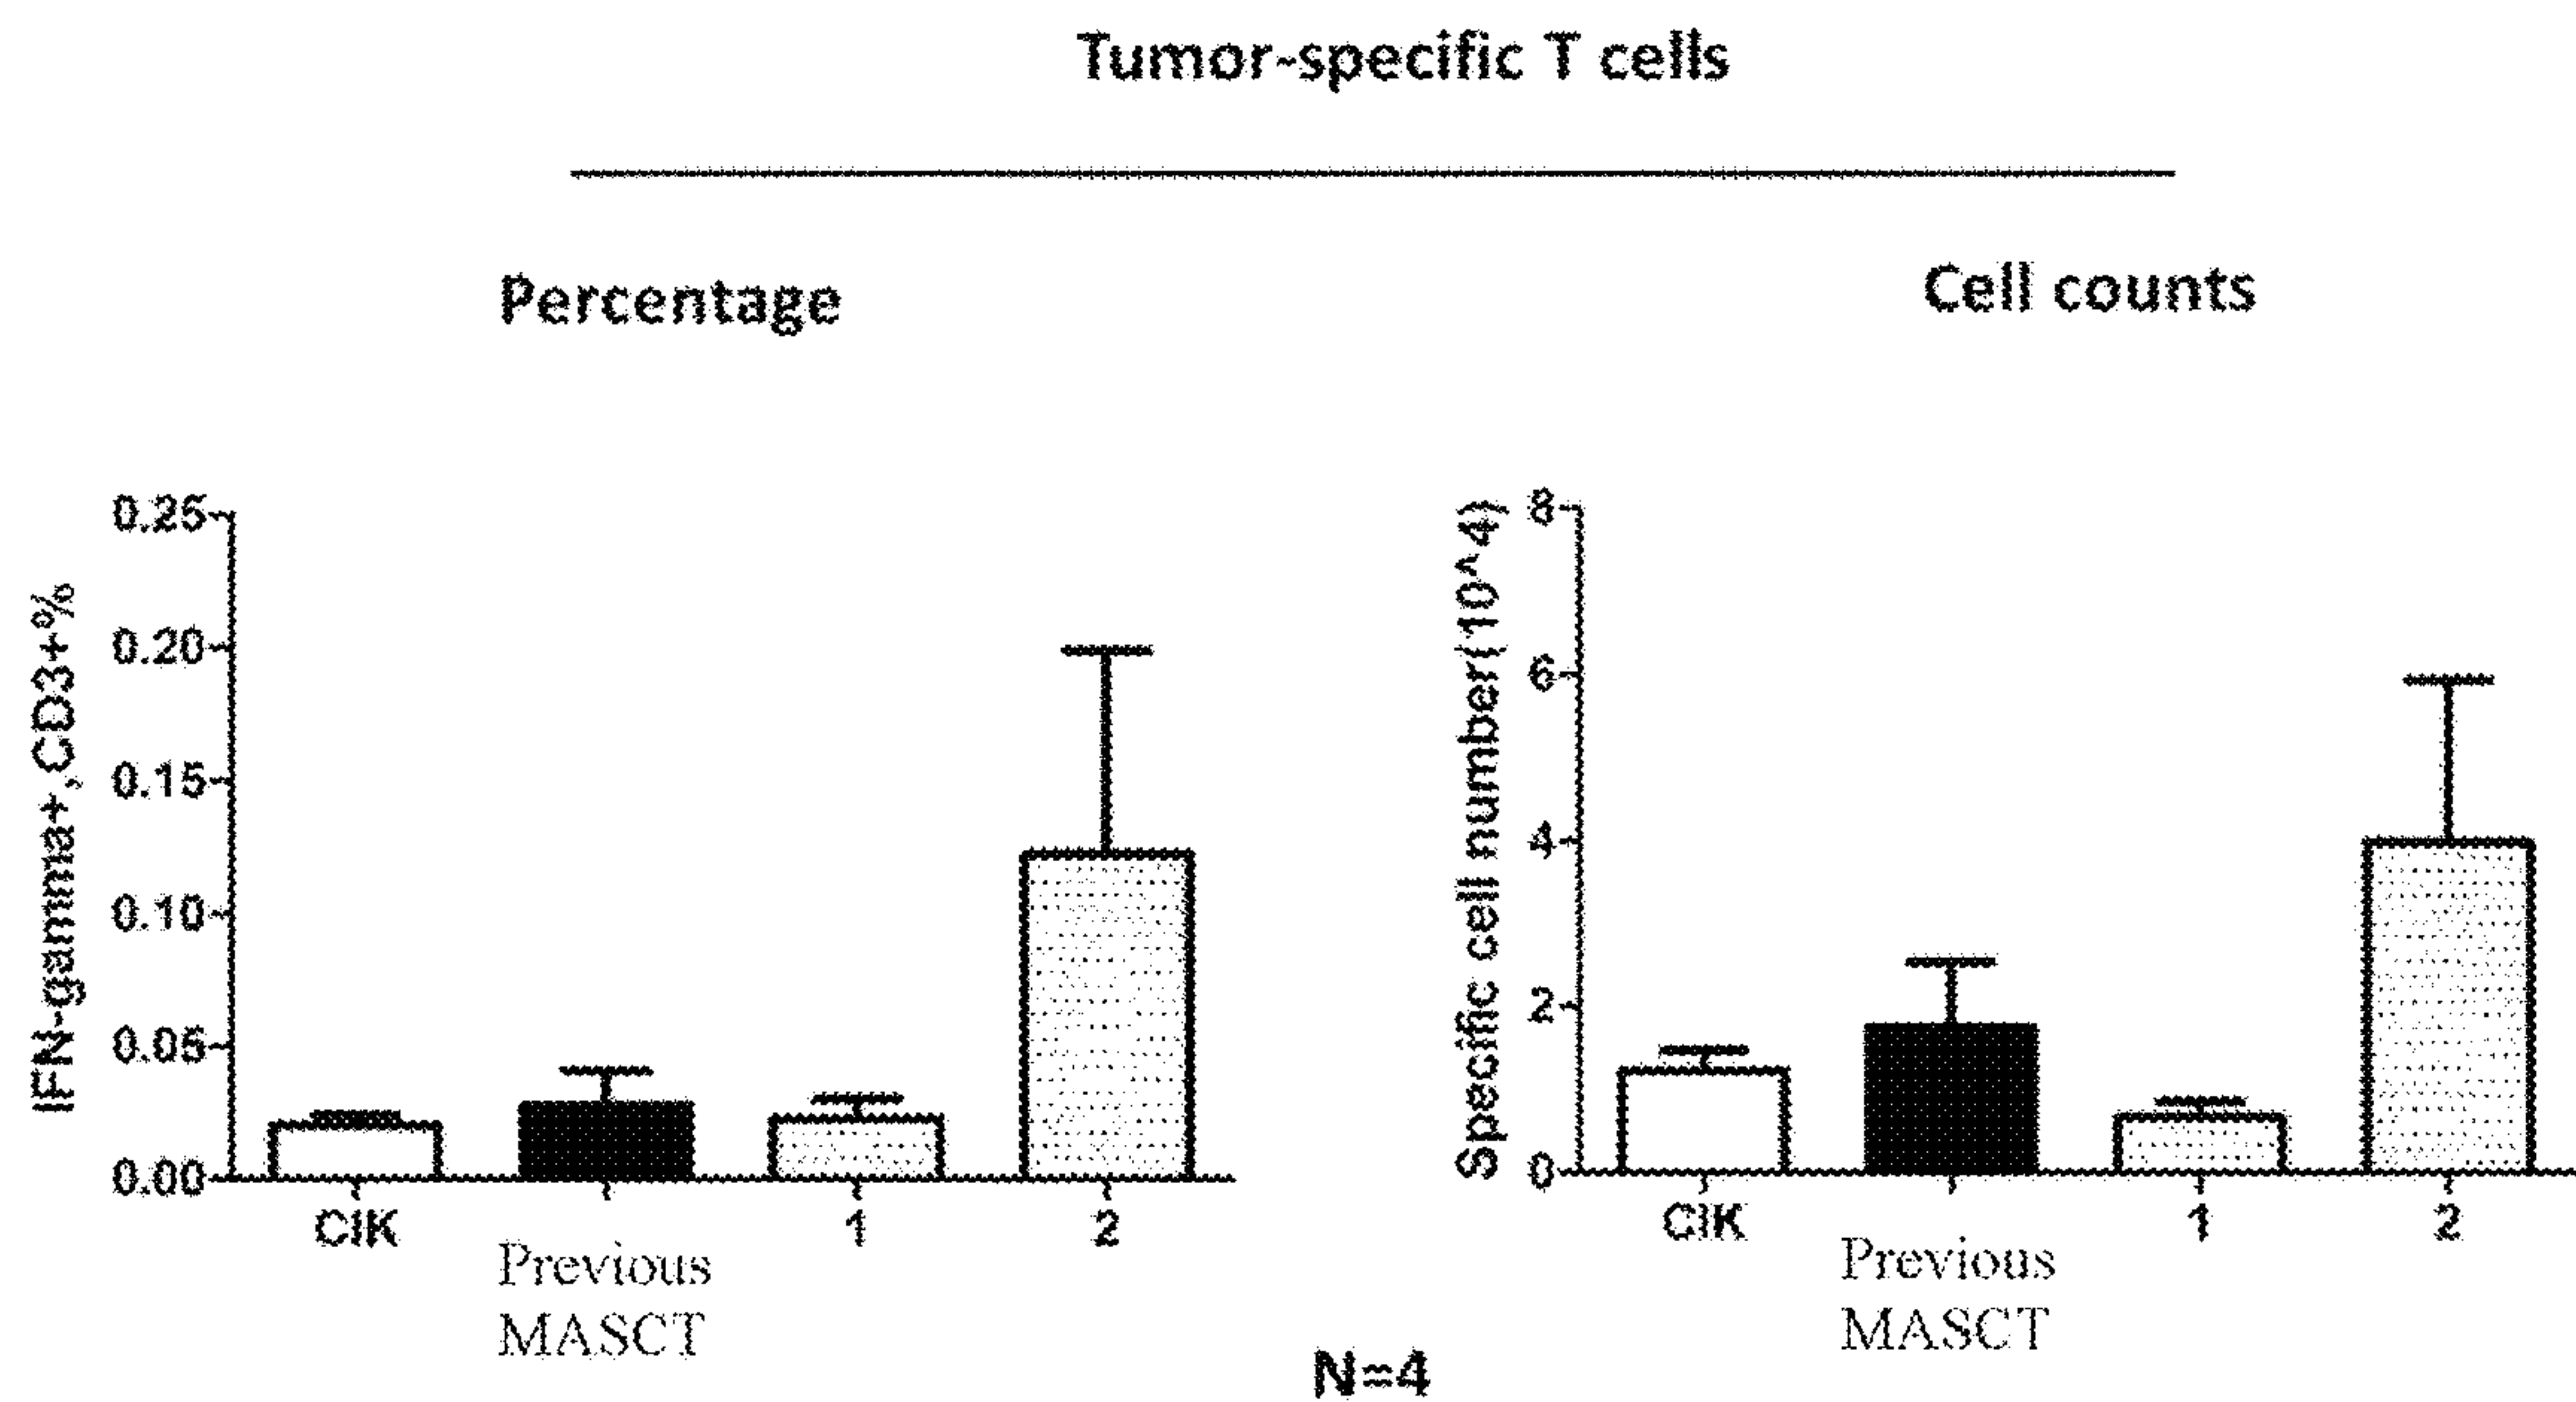 Tumor-specific T cells
Percentage
Cell counts
IFN-gamma+,CD3+%
0.25
0.20
0.15
0.10
0.05
0.00
CIK
Previous
MASCT
1
2
Specific cell number(10^4)
8
6
4
2
0
CIK
Previous
MASCT
1
2
N=4